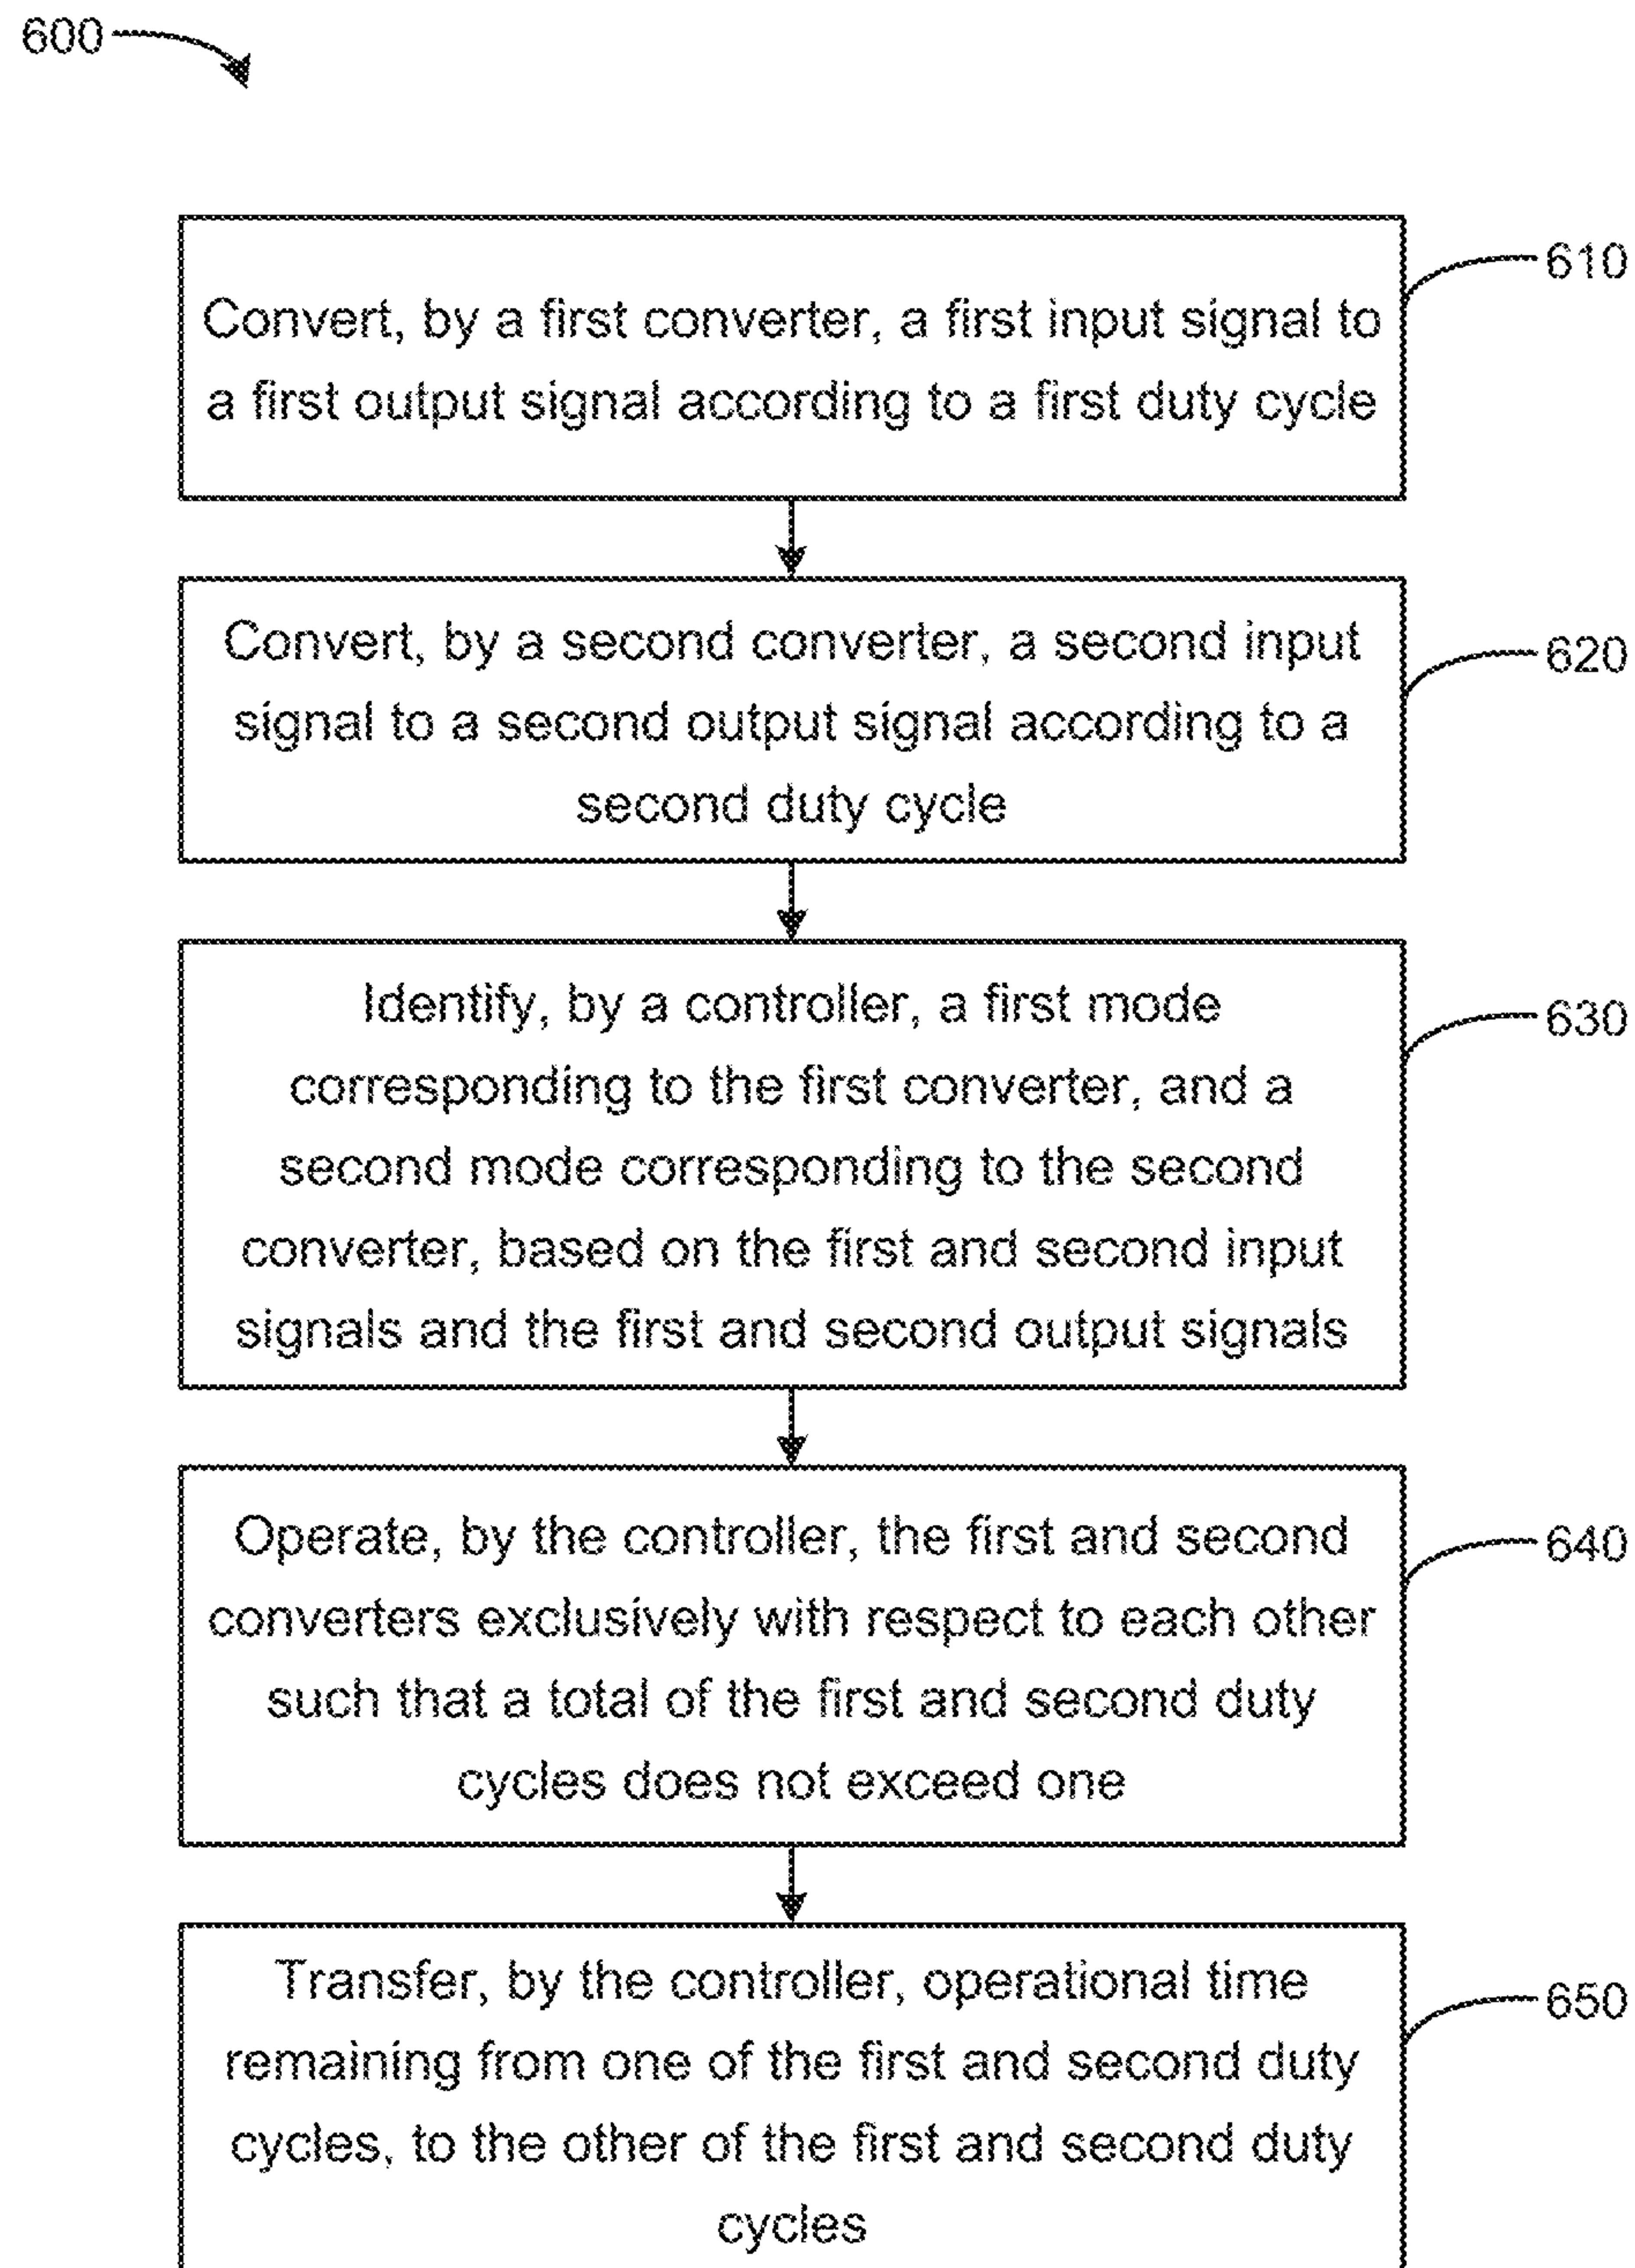 600
610
Convert, by a first converter, a first input signal to
a first output signal according to a first duty cycle
620
Convert, by a second converter, a second input
signal to a second output signal according to a
second duty cycle
630
Identify, by a controller, a first mode
corresponding to the first converter, and a
second mode corresponding to the second
converter, based on the first and second input
signals and the first and second output signals
640
Operate, by the controller, the first and second
converters exclusively with respect to each other
such that a total of the first and second duty
cycles does not exceed one
650
Transfer, by the controller, operational time
remaining from one of the first and second duty
cycles, to the other of the first and second duty
cycles